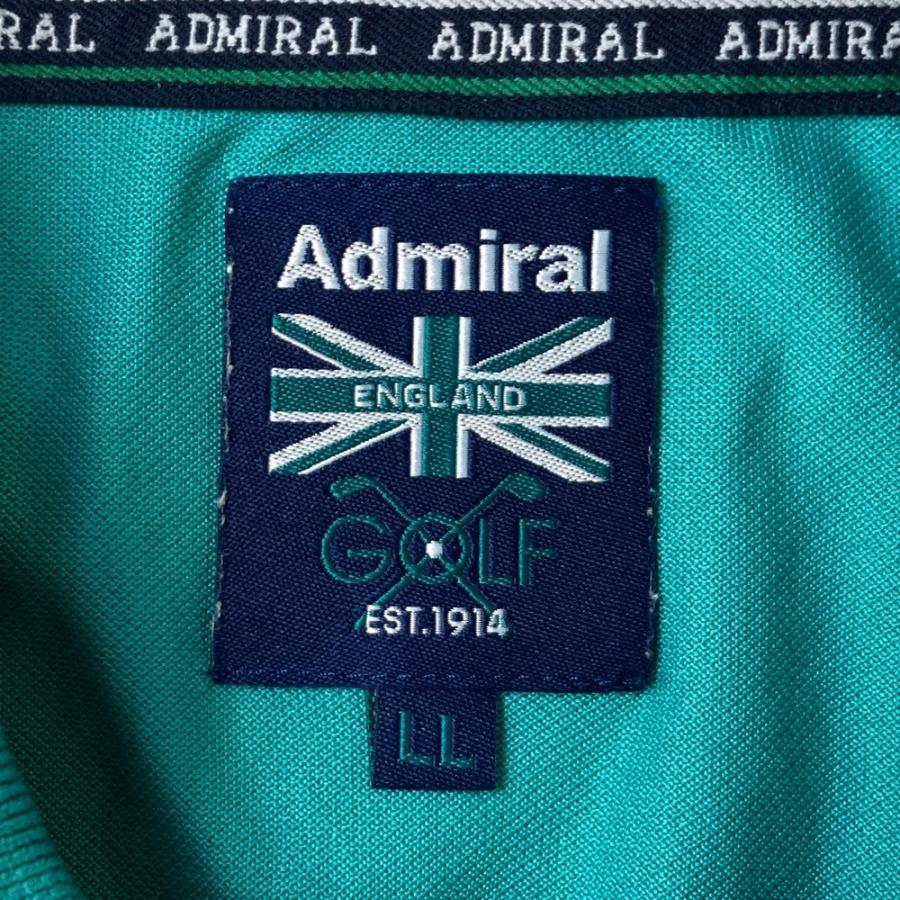 RAL ADMIRAL ADMIRAL ADMIRA
Admiral
ENGLAND
GOLF
EST.1914
LL